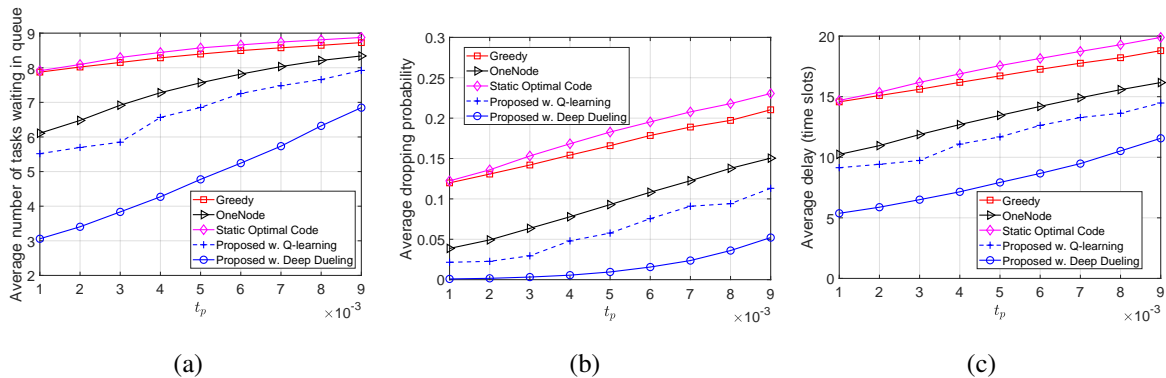 Average number of tasks waiting in queue
9
8
7
6
5
4
3
2
1 2 3 4 5 6 7 8 9
t_p
×10^-3
Greedy
OneNode
Static Optimal Code
Proposed w. Q-learning
Proposed w. Deep Dueling
(a)
Average dropping probability
0.3
0.25
0.2
0.15
0.1
0.05
0
1 2 3 4 5 6 7 8 9
t_p
×10^-3
Greedy
OneNode
Static Optimal Code
Proposed w. Q-learning
Proposed w. Deep Dueling
(b)
Average delay (time slots)
20
15
10
5
0
1 2 3 4 5 6 7 8 9
t_p
×10^-3
Greedy
OneNode
Static Optimal Code
Proposed w. Q-learning
Proposed w. Deep Dueling
(c)